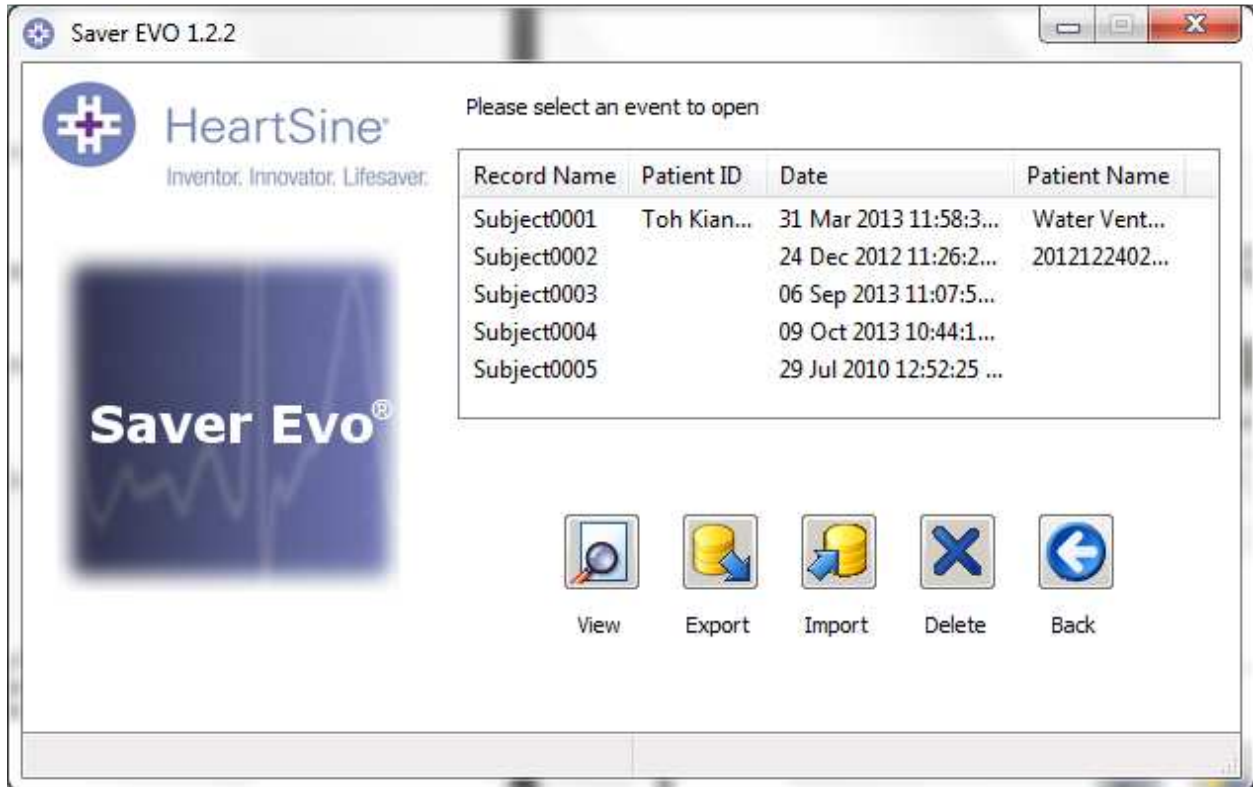 Saver EVO 1.2.2
HeartSine®
Inventor. Innovator. Lifesaver.
Saver Evo®
Please select an event to open
Record Name Patient ID Date Patient Name
Subject0001 Toh Kian... 31 Mar 2013 11:58:3... Water Vent...
Subject0002 24 Dec 2012 11:26:2... 2012122402...
Subject0003 06 Sep 2013 11:07:5...
Subject0004 09 Oct 2013 10:44:1...
Subject0005 29 Jul 2010 12:52:25 ...
View Export Import Delete Back